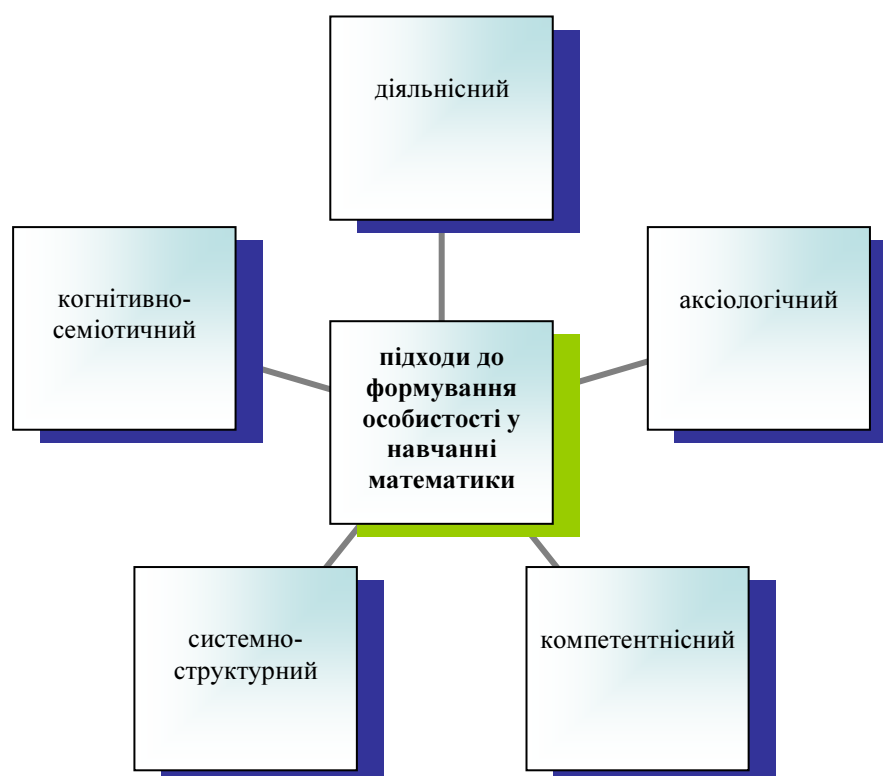 діяльнісний
когнітивно-
семіотичний
аксіологічний
підходи до
формування
особистості у
навчанні
математики
системно-
структурний
компетентнісний